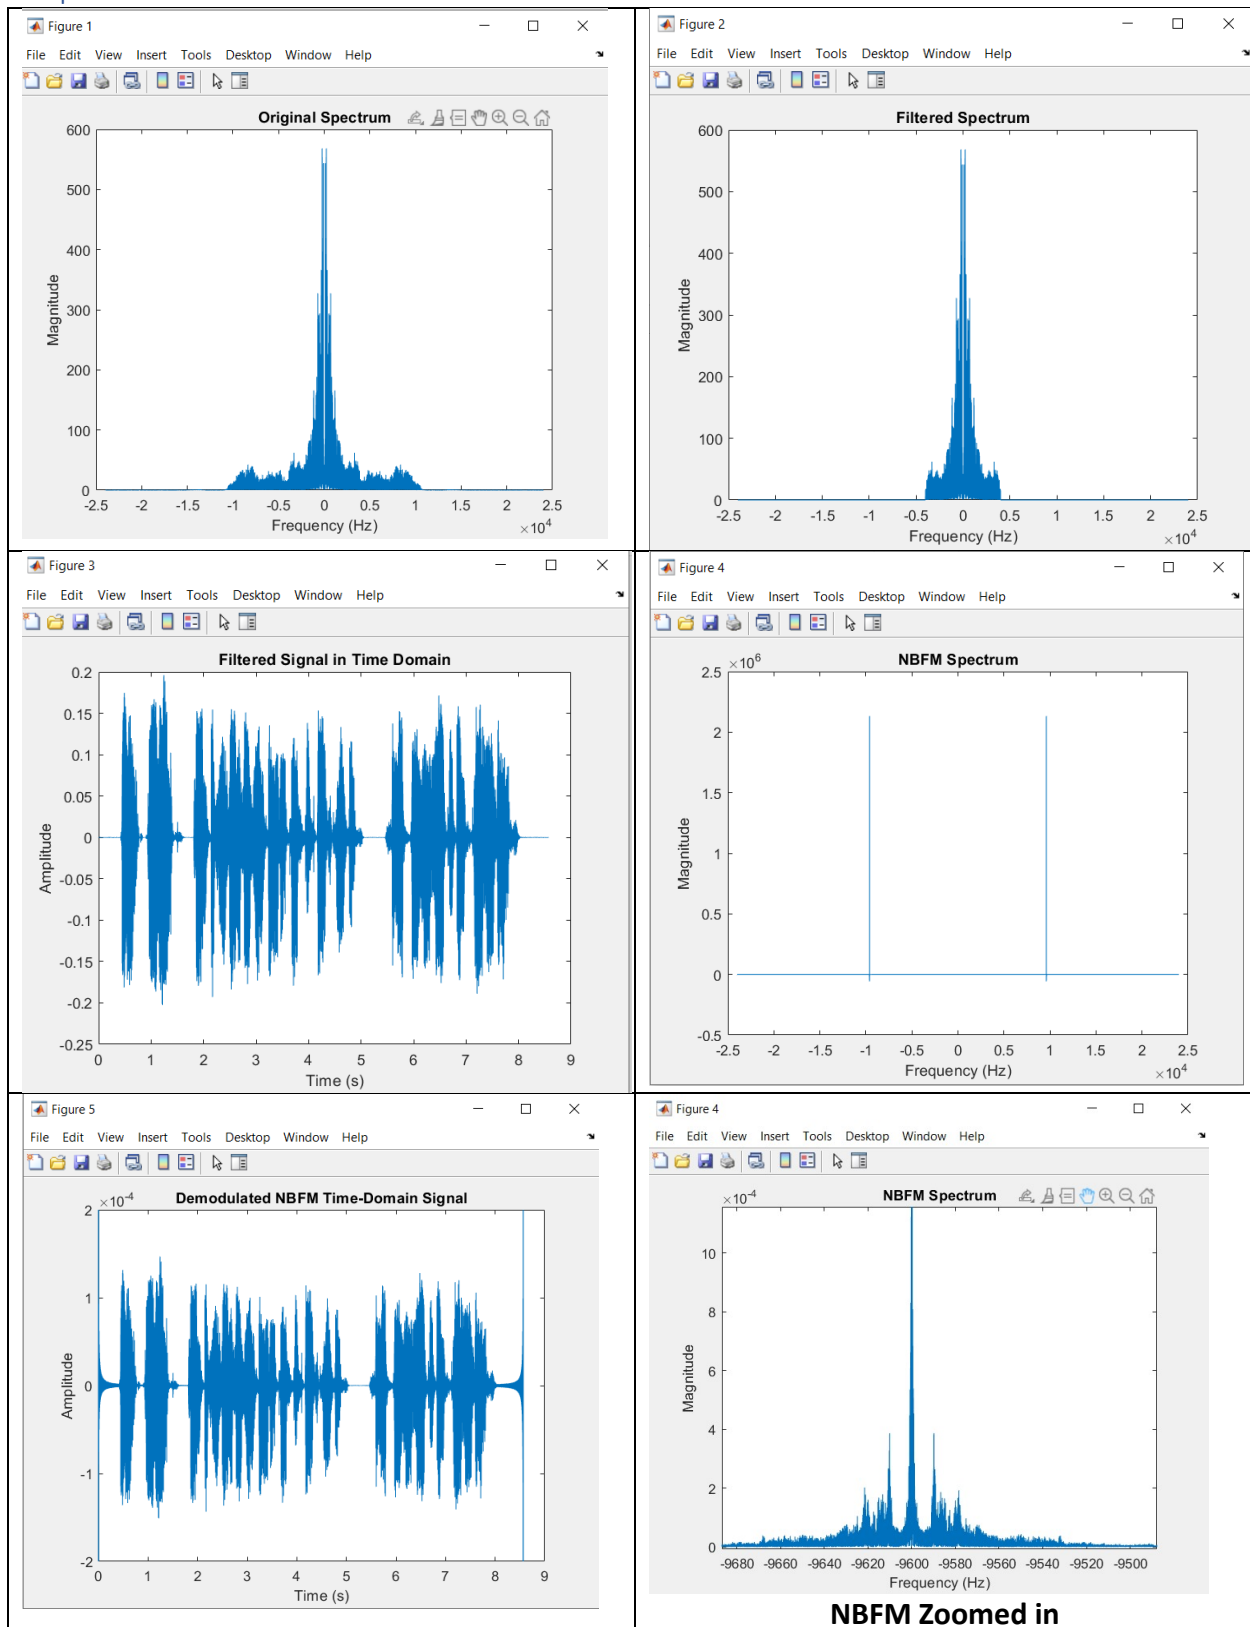 Figure 1
File Edit View Insert Tools Desktop Window Help
Original Spectrum
600
500
400
300
200
100
0
Magnitude
-2.5 -2 -1.5 -1 -0.5 0 0.5 1 1.5 2 2.5
Frequency (Hz)
×10^4
Figure 2
File Edit View Insert Tools Desktop Window Help
Filtered Spectrum
600
500
400
300
200
100
0
Magnitude
-2.5 -2 -1.5 -1 -0.5 0 0.5 1 1.5 2 2.5
Frequency (Hz)
×10^4
Figure 3
File Edit View Insert Tools Desktop Window Help
Filtered Signal in Time Domain
0.2
0.15
0.1
0.05
0
-0.05
-0.1
-0.15
-0.2
-0.25
Amplitude
0 1 2 3 4 5 6 7 8 9
Time (s)
Figure 4
File Edit View Insert Tools Desktop Window Help
NBFM Spectrum
×10^6
2.5
2
1.5
1
0.5
0
-0.5
Magnitude
-2.5 -2 -1.5 -1 -0.5 0 0.5 1 1.5 2 2.5
Frequency (Hz)
×10^4
Figure 5
File Edit View Insert Tools Desktop Window Help
Demodulated NBFM Time-Domain Signal
×10^-4
2
1
0
-1
-2
Amplitude
0 1 2 3 4 5 6 7 8 9
Time (s)
Figure 4
File Edit View Insert Tools Desktop Window Help
NBFM Spectrum
×10^-4
10
8
6
4
2
0
Magnitude
-9680 -9660 -9640 -9620 -9600 -9580 -9560 -9540 -9520 -9500
Frequency (Hz)
NBFM Zoomed in